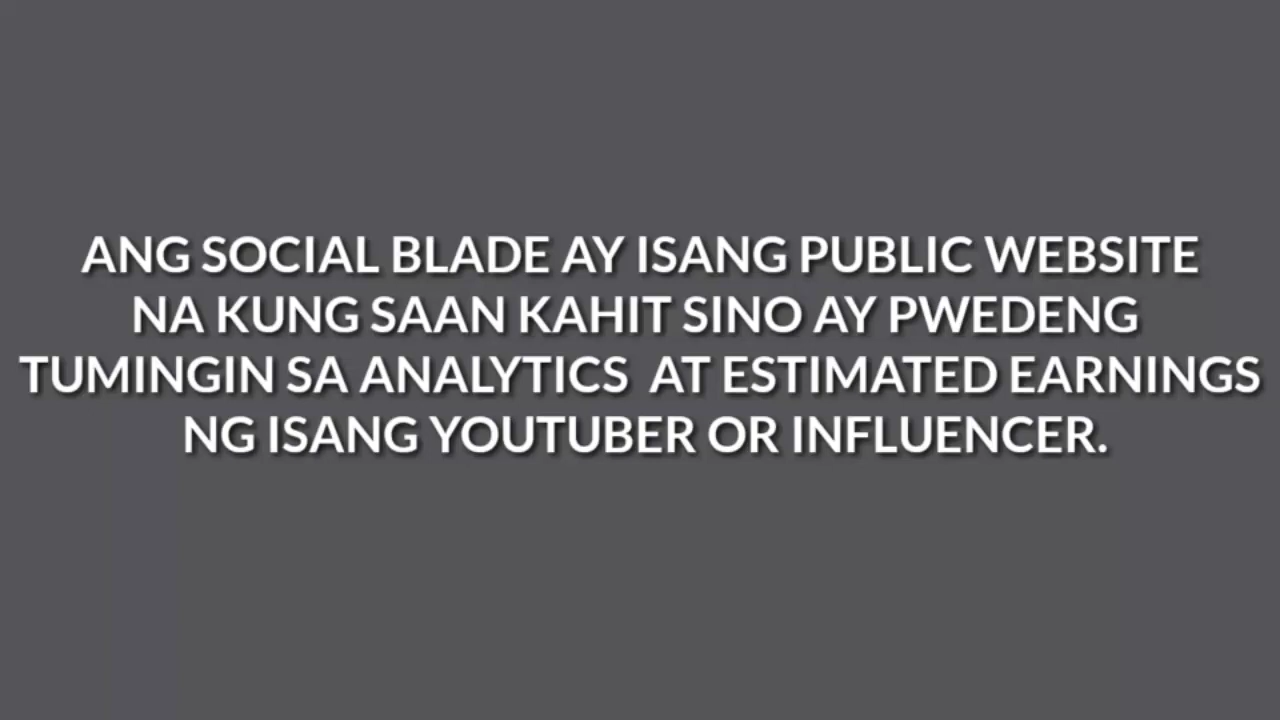 ANG SOCIAL BLADE AY ISANG PUBLIC WEBSITE
NA KUNG SAAN KAHIT SINO AY PWEDENG
TUMINGIN SA ANALYTICS  AT ESTIMATED EARNINGS
NG ISANG YOUTUBER OR INFLUENCER.